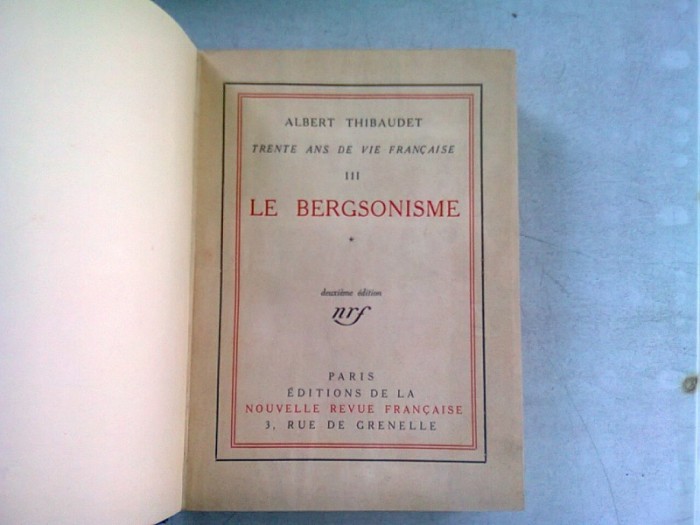 ALBERT THIBAUDET
TRENTE ANS DE VIE FRANÇAISE
III
LE BERGSONISME
*
deuxième édition
nrf
PARIS
ÉDITIONS DE LA
NOUVELLE REVUE FRANÇAISE
3, RUE DE GRENELLE